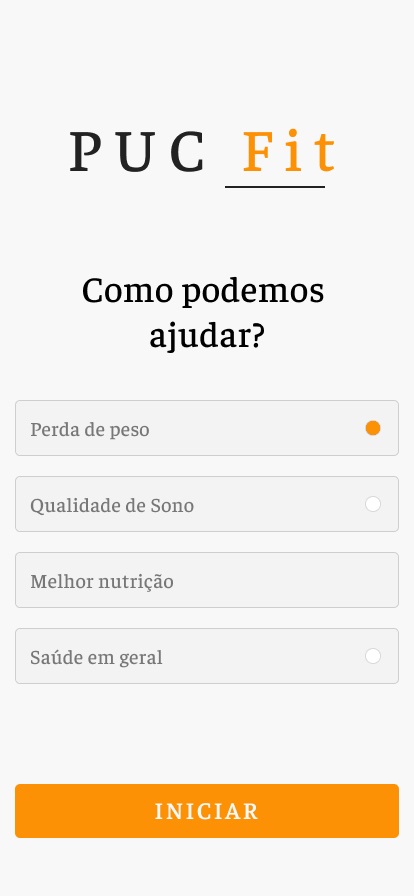 PUC Fit
Como podemos
ajudar?
Perda de peso
Qualidade de Sono
Melhor nutrição
Saúde em geral
INICIAR